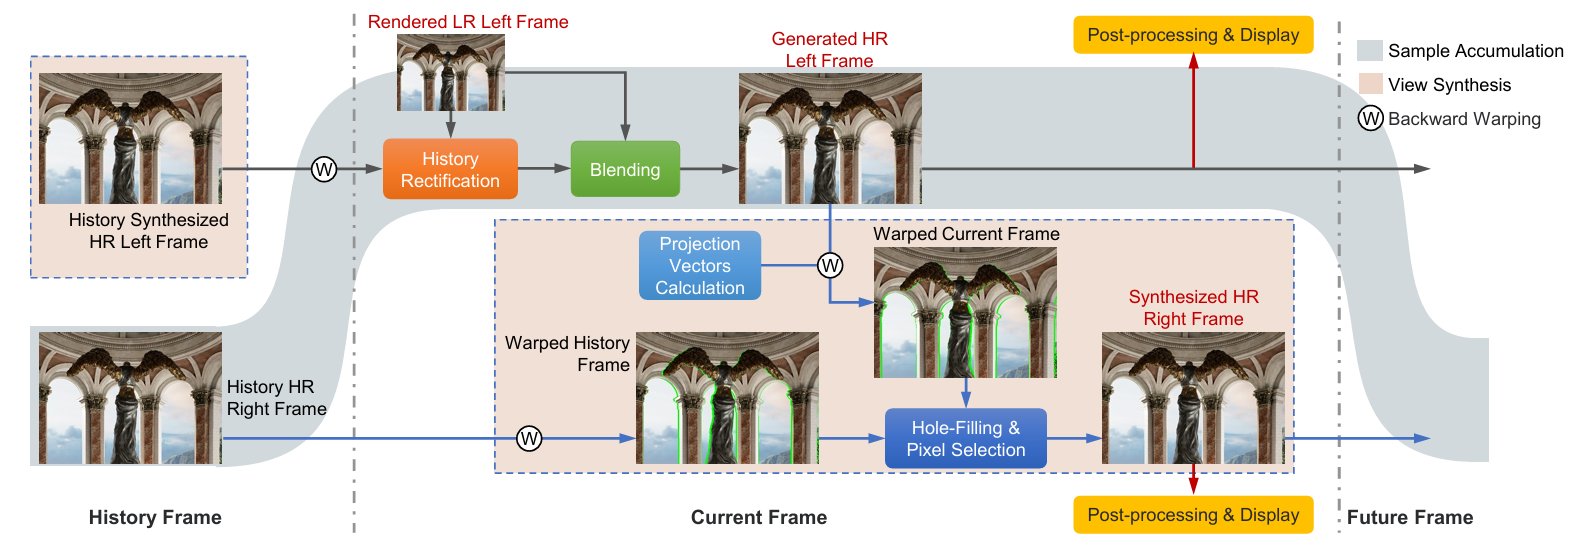 Rendered LR Left Frame
Generated HR
Left Frame
Post-processing & Display
Sample Accumulation
View Synthesis
W Backward Warping
W
History
Rectification
Blending
History Synthesized
HR Left Frame
Projection
Vectors
Calculation
W
Warped Current Frame
Synthesized HR
Right Frame
Warped History
Frame
History HR
Right Frame
W
Hole-Filling &
Pixel Selection
Post-processing & Display
History Frame
Current Frame
Future Frame